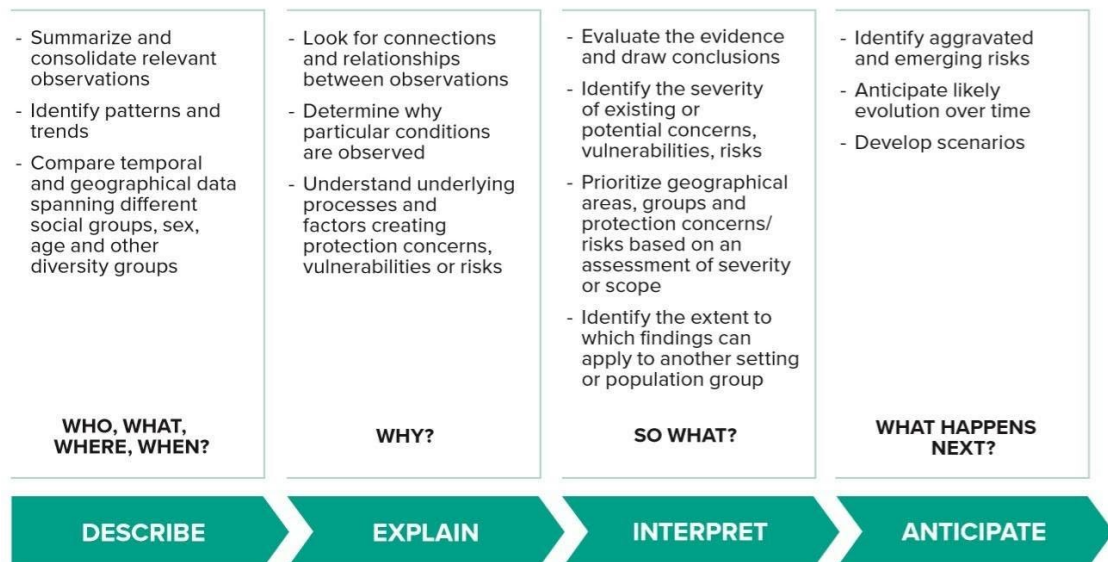 - Summarize and
consolidate relevant
observations
- Identify patterns and
trends
- Compare temporal
and geographical data
spanning different
social groups, sex,
age and other
diversity groups
WHO, WHAT,
WHERE, WHEN?
DESCRIBE
- Look for connections
and relationships
between observations
- Determine why
particular conditions
are observed
- Understand underlying
processes and
factors creating
protection concerns,
vulnerabilities or risks
WHY?
EXPLAIN
- Evaluate the evidence
and draw conclusions
- Identify the severity
of existing or
potential concerns,
vulnerabilities, risks
- Prioritize geographical
areas, groups and
protection concerns/
risks based on an
assessment of severity
or scope
- Identify the extent to
which findings can
apply to another setting
or population group
SO WHAT?
INTERPRET
- Identify aggravated
and emerging risks
- Anticipate likely
evolution over time
- Develop scenarios
WHAT HAPPENS
NEXT?
ANTICIPATE